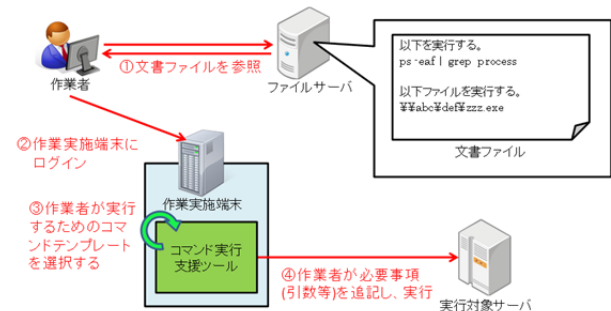 以下を実行する。
ps -eaf | grep process
以下ファイルを実行する。
¥¥abc¥def¥zzz.exe
文書ファイル
①文書ファイルを参照
作業者
ファイルサーバ
②作業実施端末に
ログイン
作業実施端末
③作業者が実行
するためのコマ
ンドテンプレート
を選択する
コマンド実行
支援ツール
④作業者が必要事項
(引数等)を追記し、実行
実行対象サーバ